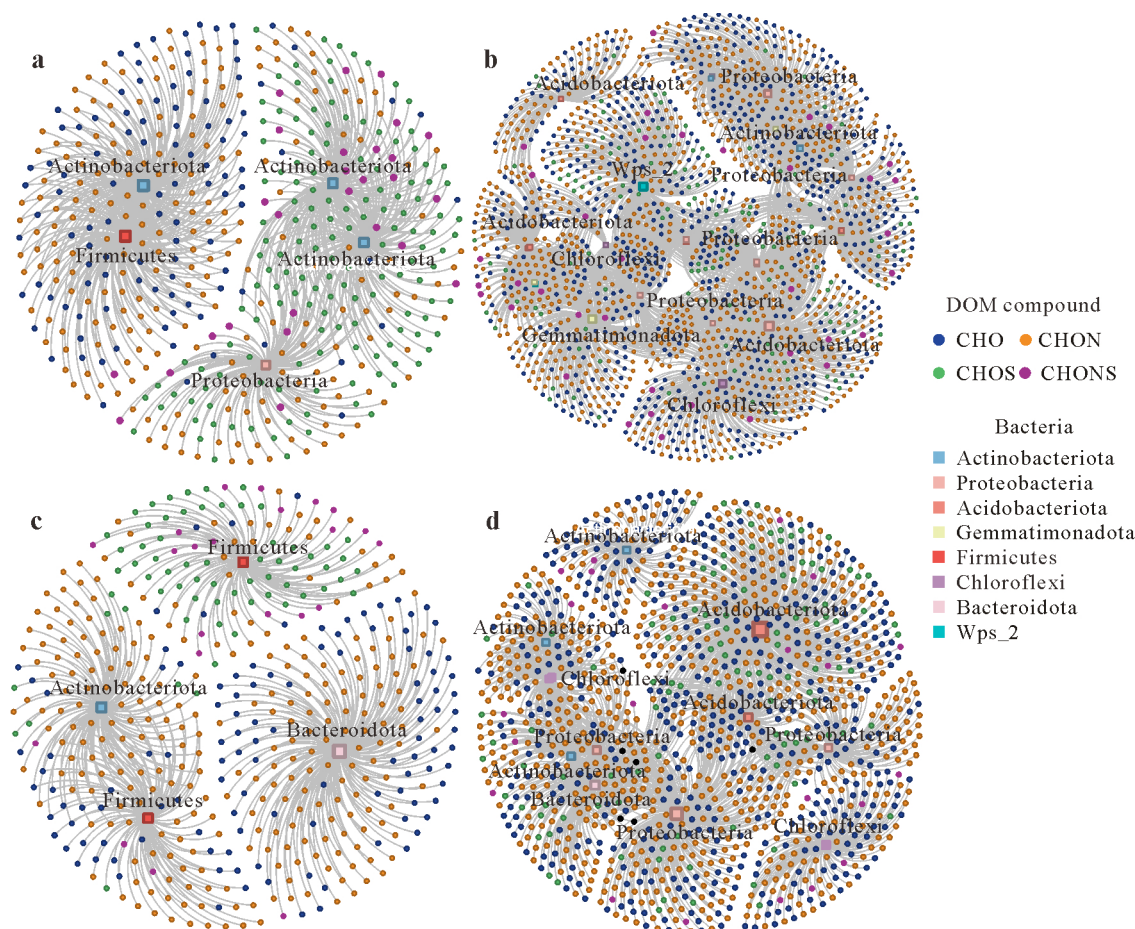 a
Actinobacteriota
Firmicutes
Actinobacteriota
Actinobacteriota
Proteobacteria
b
Acidobacteriota
Proteobacteria
Actinobacteriota
Wps_2
Proteobacteria
Acidobacteriota
Proteobacteria
Chloroflexi
Proteobacteria
Gemmatimonadota
Acidobacteriota
Chloroflexi
DOM compound
CHO CHON
CHOS CHONS
Bacteria
Actinobacteriota
Proteobacteria
Acidobacteriota
Gemmatimonadota
Firmicutes
Chloroflexi
Bacteroidota
Wps_2
c
Firmicutes
Actinobacteriota
Bacteroidota
Firmicutes
d
Actinobacteriota
Acidobacteriota
Actinobacteriota
Chloroflexi
Acidobacteriota
Proteobacteria
Proteobacteria
Actinobacteriota
Bacteroidota
Proteobacteria
Chloroflexi